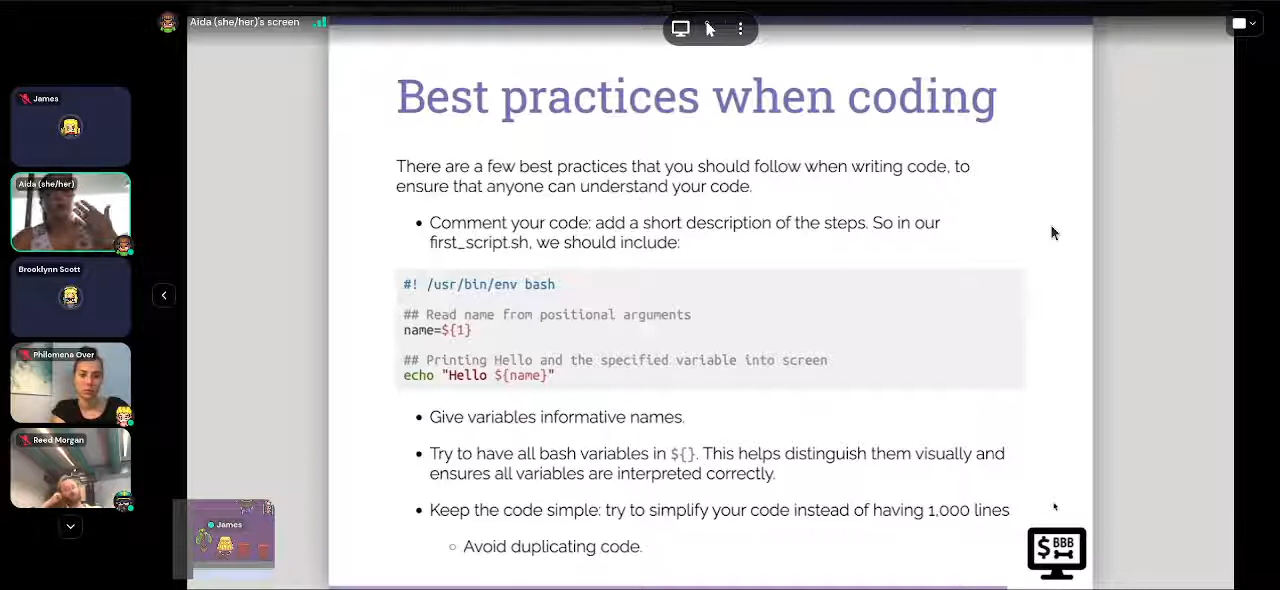 Aida (she/her)'s screen
James
Aida (she/her)
Brooklynn Scott
Philomena Over
Reed Morgan
James
Best practices when coding
There are a few best practices that you should follow when writing code, to
ensure that anyone can understand your code.
• Comment your code: add a short description of the steps. So in our
first_script.sh, we should include:
#! /usr/bin/env bash
## Read name from positional arguments
name=${1}
## Printing Hello and the specified variable into screen
echo "Hello ${name}"
• Give variables informative names.
• Try to have all bash variables in ${}. This helps distinguish them visually and
ensures all variables are interpreted correctly.
• Keep the code simple: try to simplify your code instead of having 1,000 lines
○ Avoid duplicating code.
$ BBB